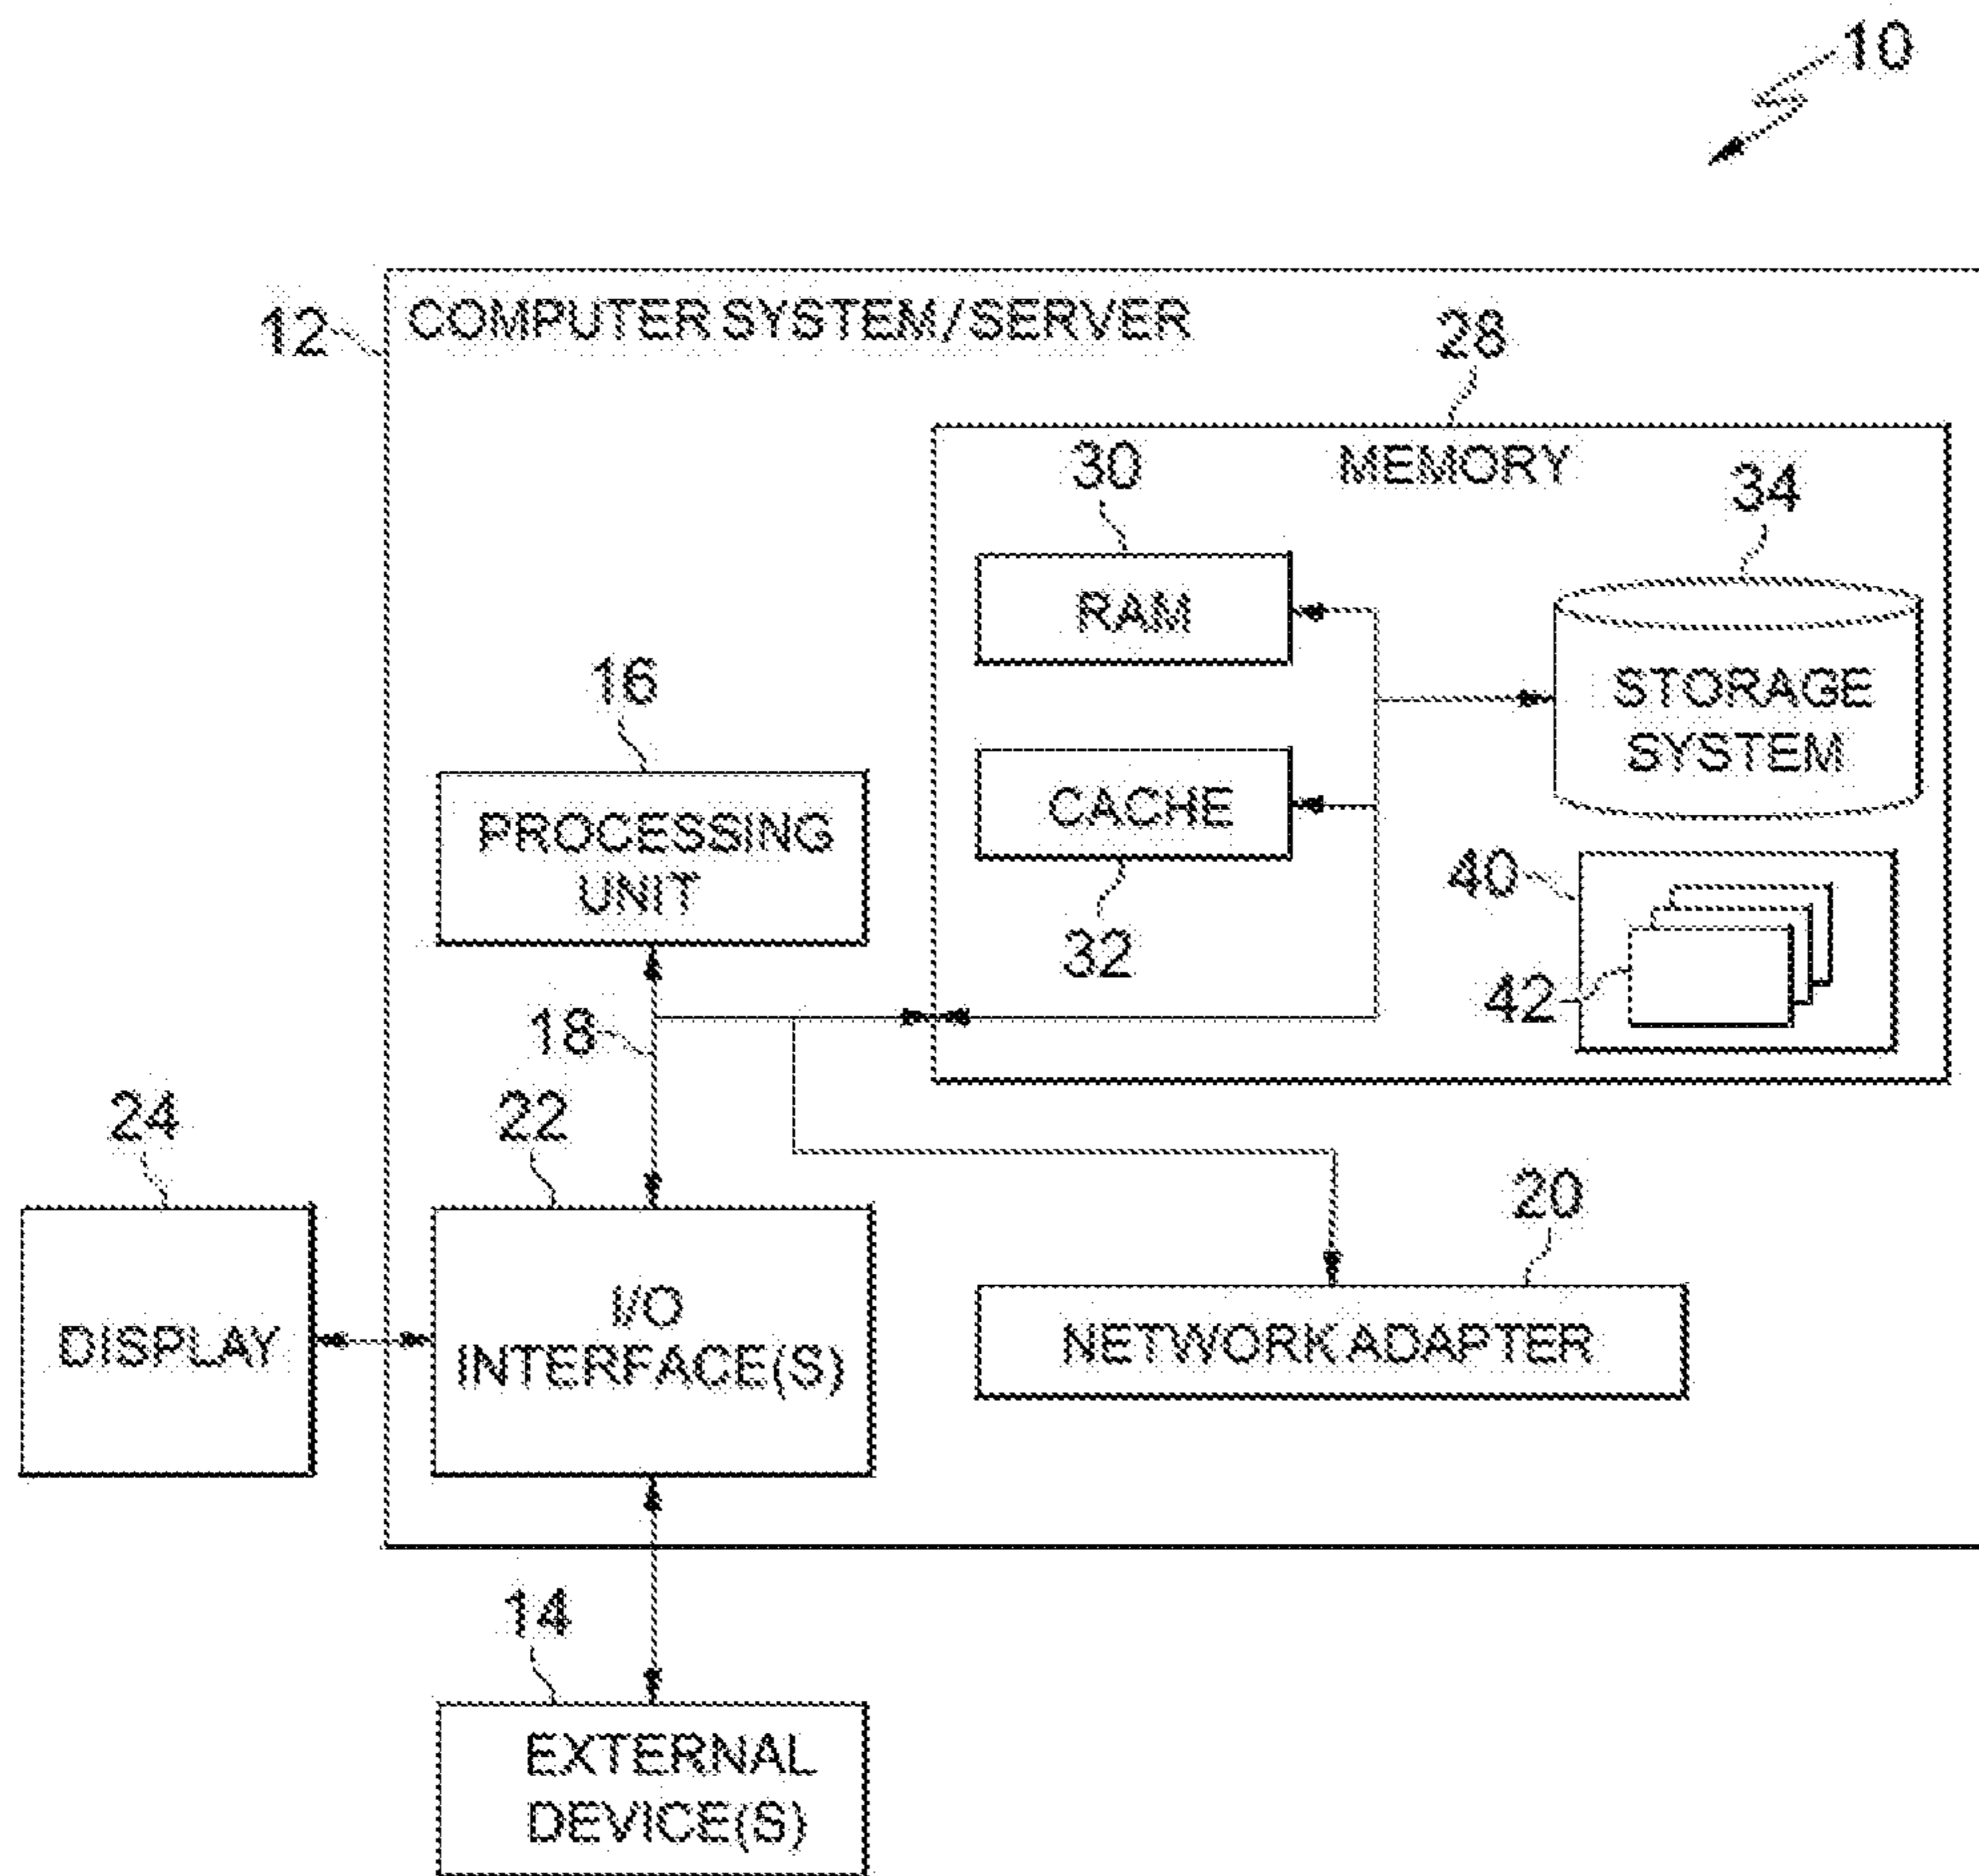 10
12
COMPUTER SYSTEM/SERVER
28
MEMORY
30
34
RAM
STORAGE
SYSTEM
16
PROCESSING
UNIT
CACHE
32
40
42
18
24
22
20
DISPLAY
I/O
INTERFACE(S)
NETWORK ADAPTER
14
EXTERNAL
DEVICE(S)